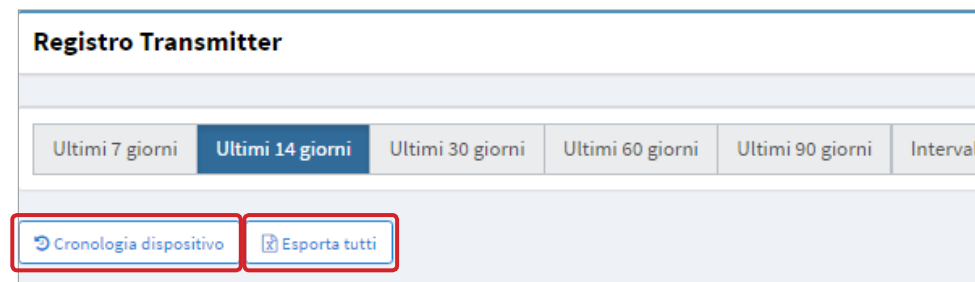 Registro Transmitter
Ultimi 7 giorni Ultimi 14 giorni Ultimi 30 giorni Ultimi 60 giorni Ultimi 90 giorni Interval
Cronologia dispositivo Esporta tutti